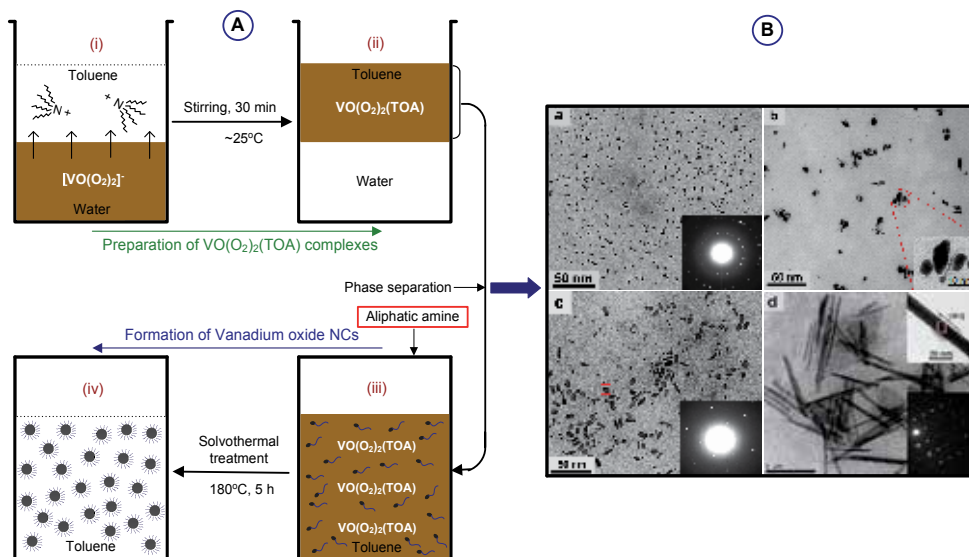 A
B
(i)
Toluene
N
+
+
N
[VO(O₂)₂]⁻
Water
Stirring, 30 min
~25ºC
(ii)
Toluene
VO(O₂)₂(TOA)
Water
Preparation of VO(O₂)₂(TOA) complexes
Phase separation
Aliphatic amine
Formation of Vanadium oxide NCs
(iv)
Toluene
Solvothermal
treatment
180ºC, 5 h
(iii)
VO(O₂)₂(TOA)
VO(O₂)₂(TOA)
VO(O₂)₂(TOA)
Toluene
a
50 nm
b
60 nm
c
50 nm
d